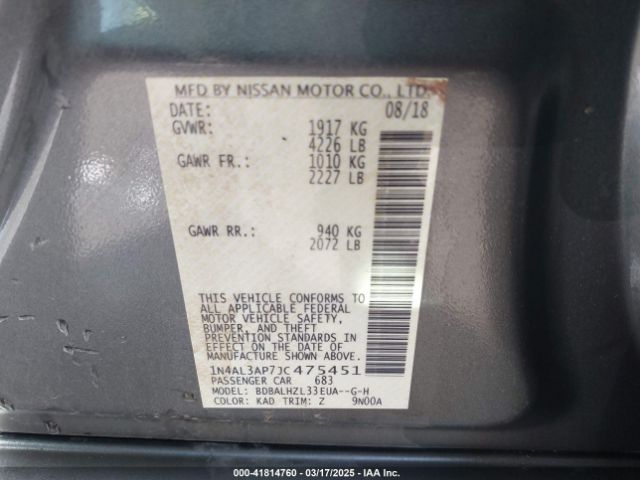 MFD BY NISSAN MOTOR CO., LTD.
DATE: 08/18
GVWR: 1917 KG
4226 LB
GAWR FR.: 1010 KG
2227 LB
GAWR RR.: 940 KG
2072 LB
THIS VEHICLE CONFORMS TO
ALL APPLICABLE FEDERAL
MOTOR VEHICLE SAFETY,
BUMPER, AND THEFT
PREVENTION STANDARDS IN
EFFECT ON THE DATE OF
MANUFACTURE SHOWN ABOVE.
1N4AL3AP7JC475451
PASSENGER CAR 683
MODEL: BDBALHZL33EUA--G-H
COLOR: KAD TRIM: Z 9N00A
000-41814760 — 03/17/2025 — IAA Inc.